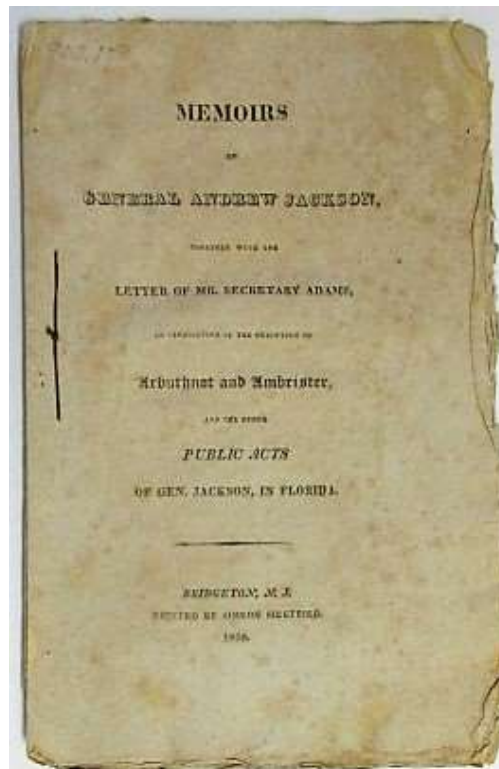 MEMOIRS
OF
GENERAL ANDREW JACKSON,
TOGETHER WITH THE
LETTER OF MR. SECRETARY ADAMS,
IN VINDICATION OF THE EXECUTION OF
Arbuthnot and Ambrister,
AND THE OTHER
PUBLIC ACTS
OF GEN. JACKSON, IN FLORIDA.
BRIDGETON, N. J.
PRINTED BY SIMEON SIEGFRIED.